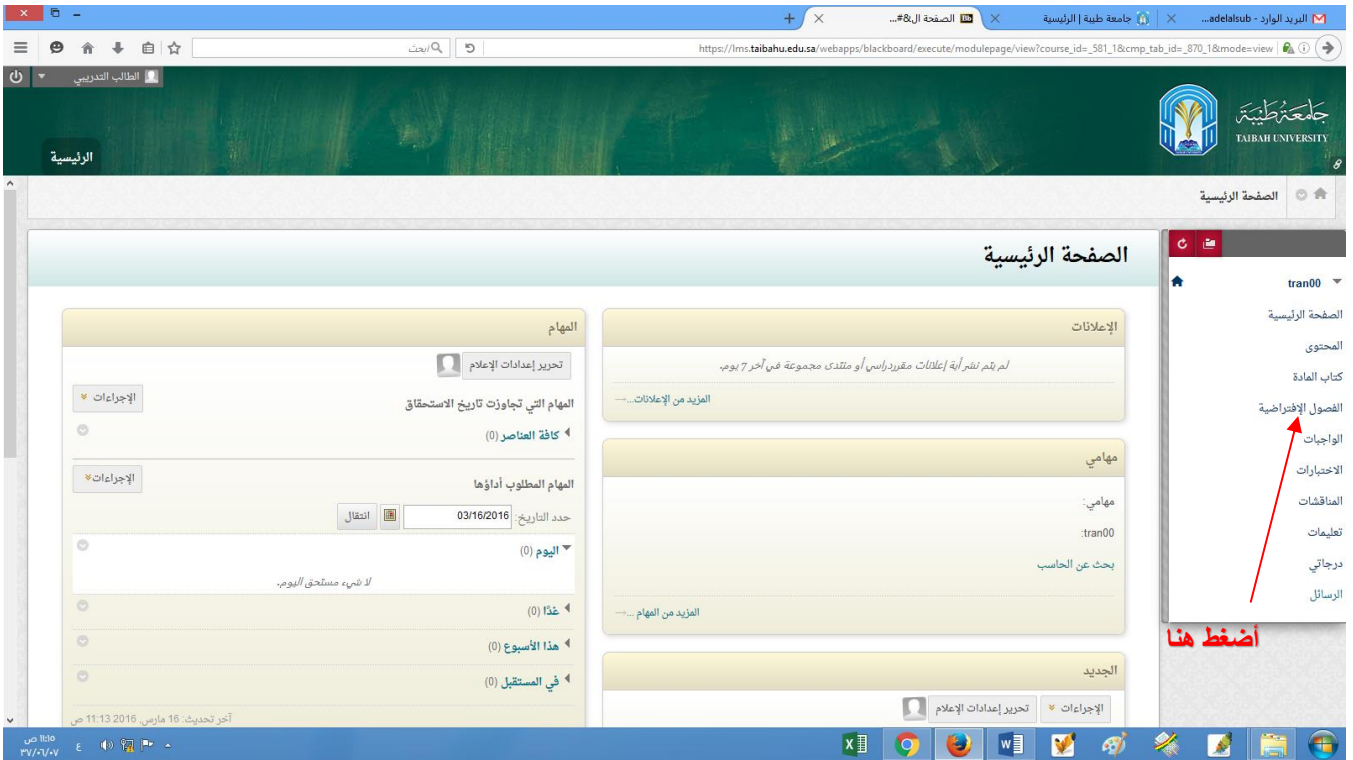 البريد الوارد - adelalsub...
جامعة طيبة | الرئيسية
الصفحة ال&#...
https://lms.taibahu.edu.sa/webapps/blackboard/execute/modulepage/view?course_id=_581_1&cmp_tab_id=_870_1&mode=view
ابحث
الطالب التدريبي
جامعة طيبة
TAIBAH UNIVERSITY
الرئيسية
الصفحة الرئيسية
tran00
الصفحة الرئيسية
المحتوى
كتاب المادة
الفصول الإفتراضية
الواجبات
الاختبارات
المناقشات
تعليمات
درجاتي
الرسائل
أضغط هنا
الصفحة الرئيسية
الإعلانات
لم يتم نشر أية إعلانات مقرردراسي أو منتدى مجموعة في آخر 7 يوم.
المزيد من الإعلانات...
مهامي
مهامي:
tran00:
بحث عن الحاسب
المزيد من المهام ...
الجديد
الإجراءات
تحرير إعدادات الإعلام
المهام
تحرير إعدادات الإعلام
المهام التي تجاوزت تاريخ الاستحقاق
الإجراءات
كافة العناصر (0)
المهام المطلوب أداؤها
الإجراءات
حدد التاريخ: 03/16/2016 انتقال
اليوم (0)
لا شيء مستحق اليوم.
غدًا (0)
هذا الأسبوع (0)
في المستقبل (0)
آخر تحديث: 16 مارس, 2016 11:13 ص
ع
١١:١٥ ص
٣٧/٠٦/٠٧